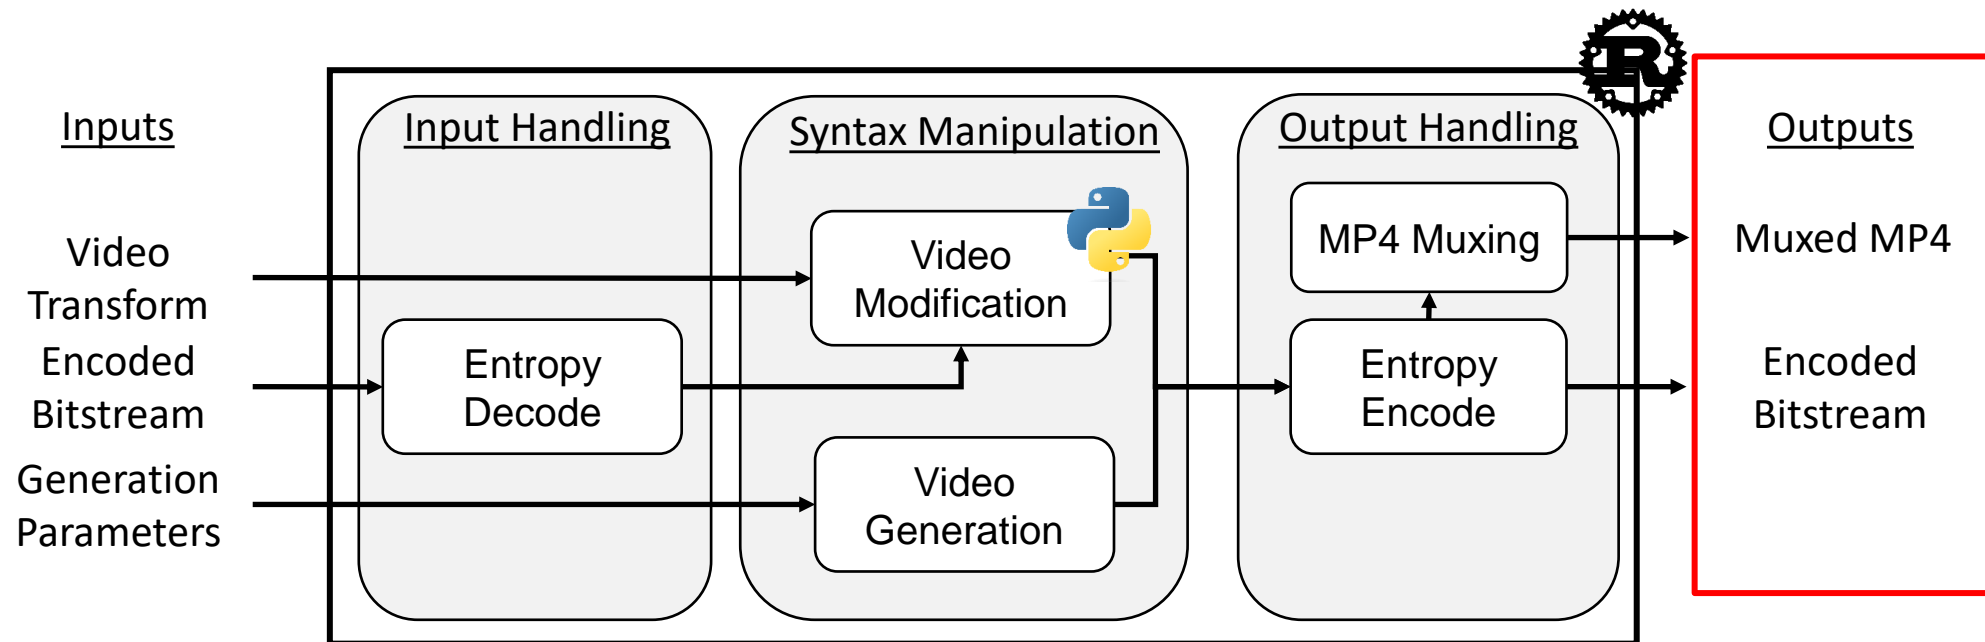 Inputs
Video
Transform
Encoded
Bitstream
Generation
Parameters
Input Handling
Entropy
Decode
Syntax Manipulation
Video
Modification
Video
Generation
Output Handling
MP4 Muxing
Entropy
Encode
R
Outputs
Muxed MP4
Encoded
Bitstream